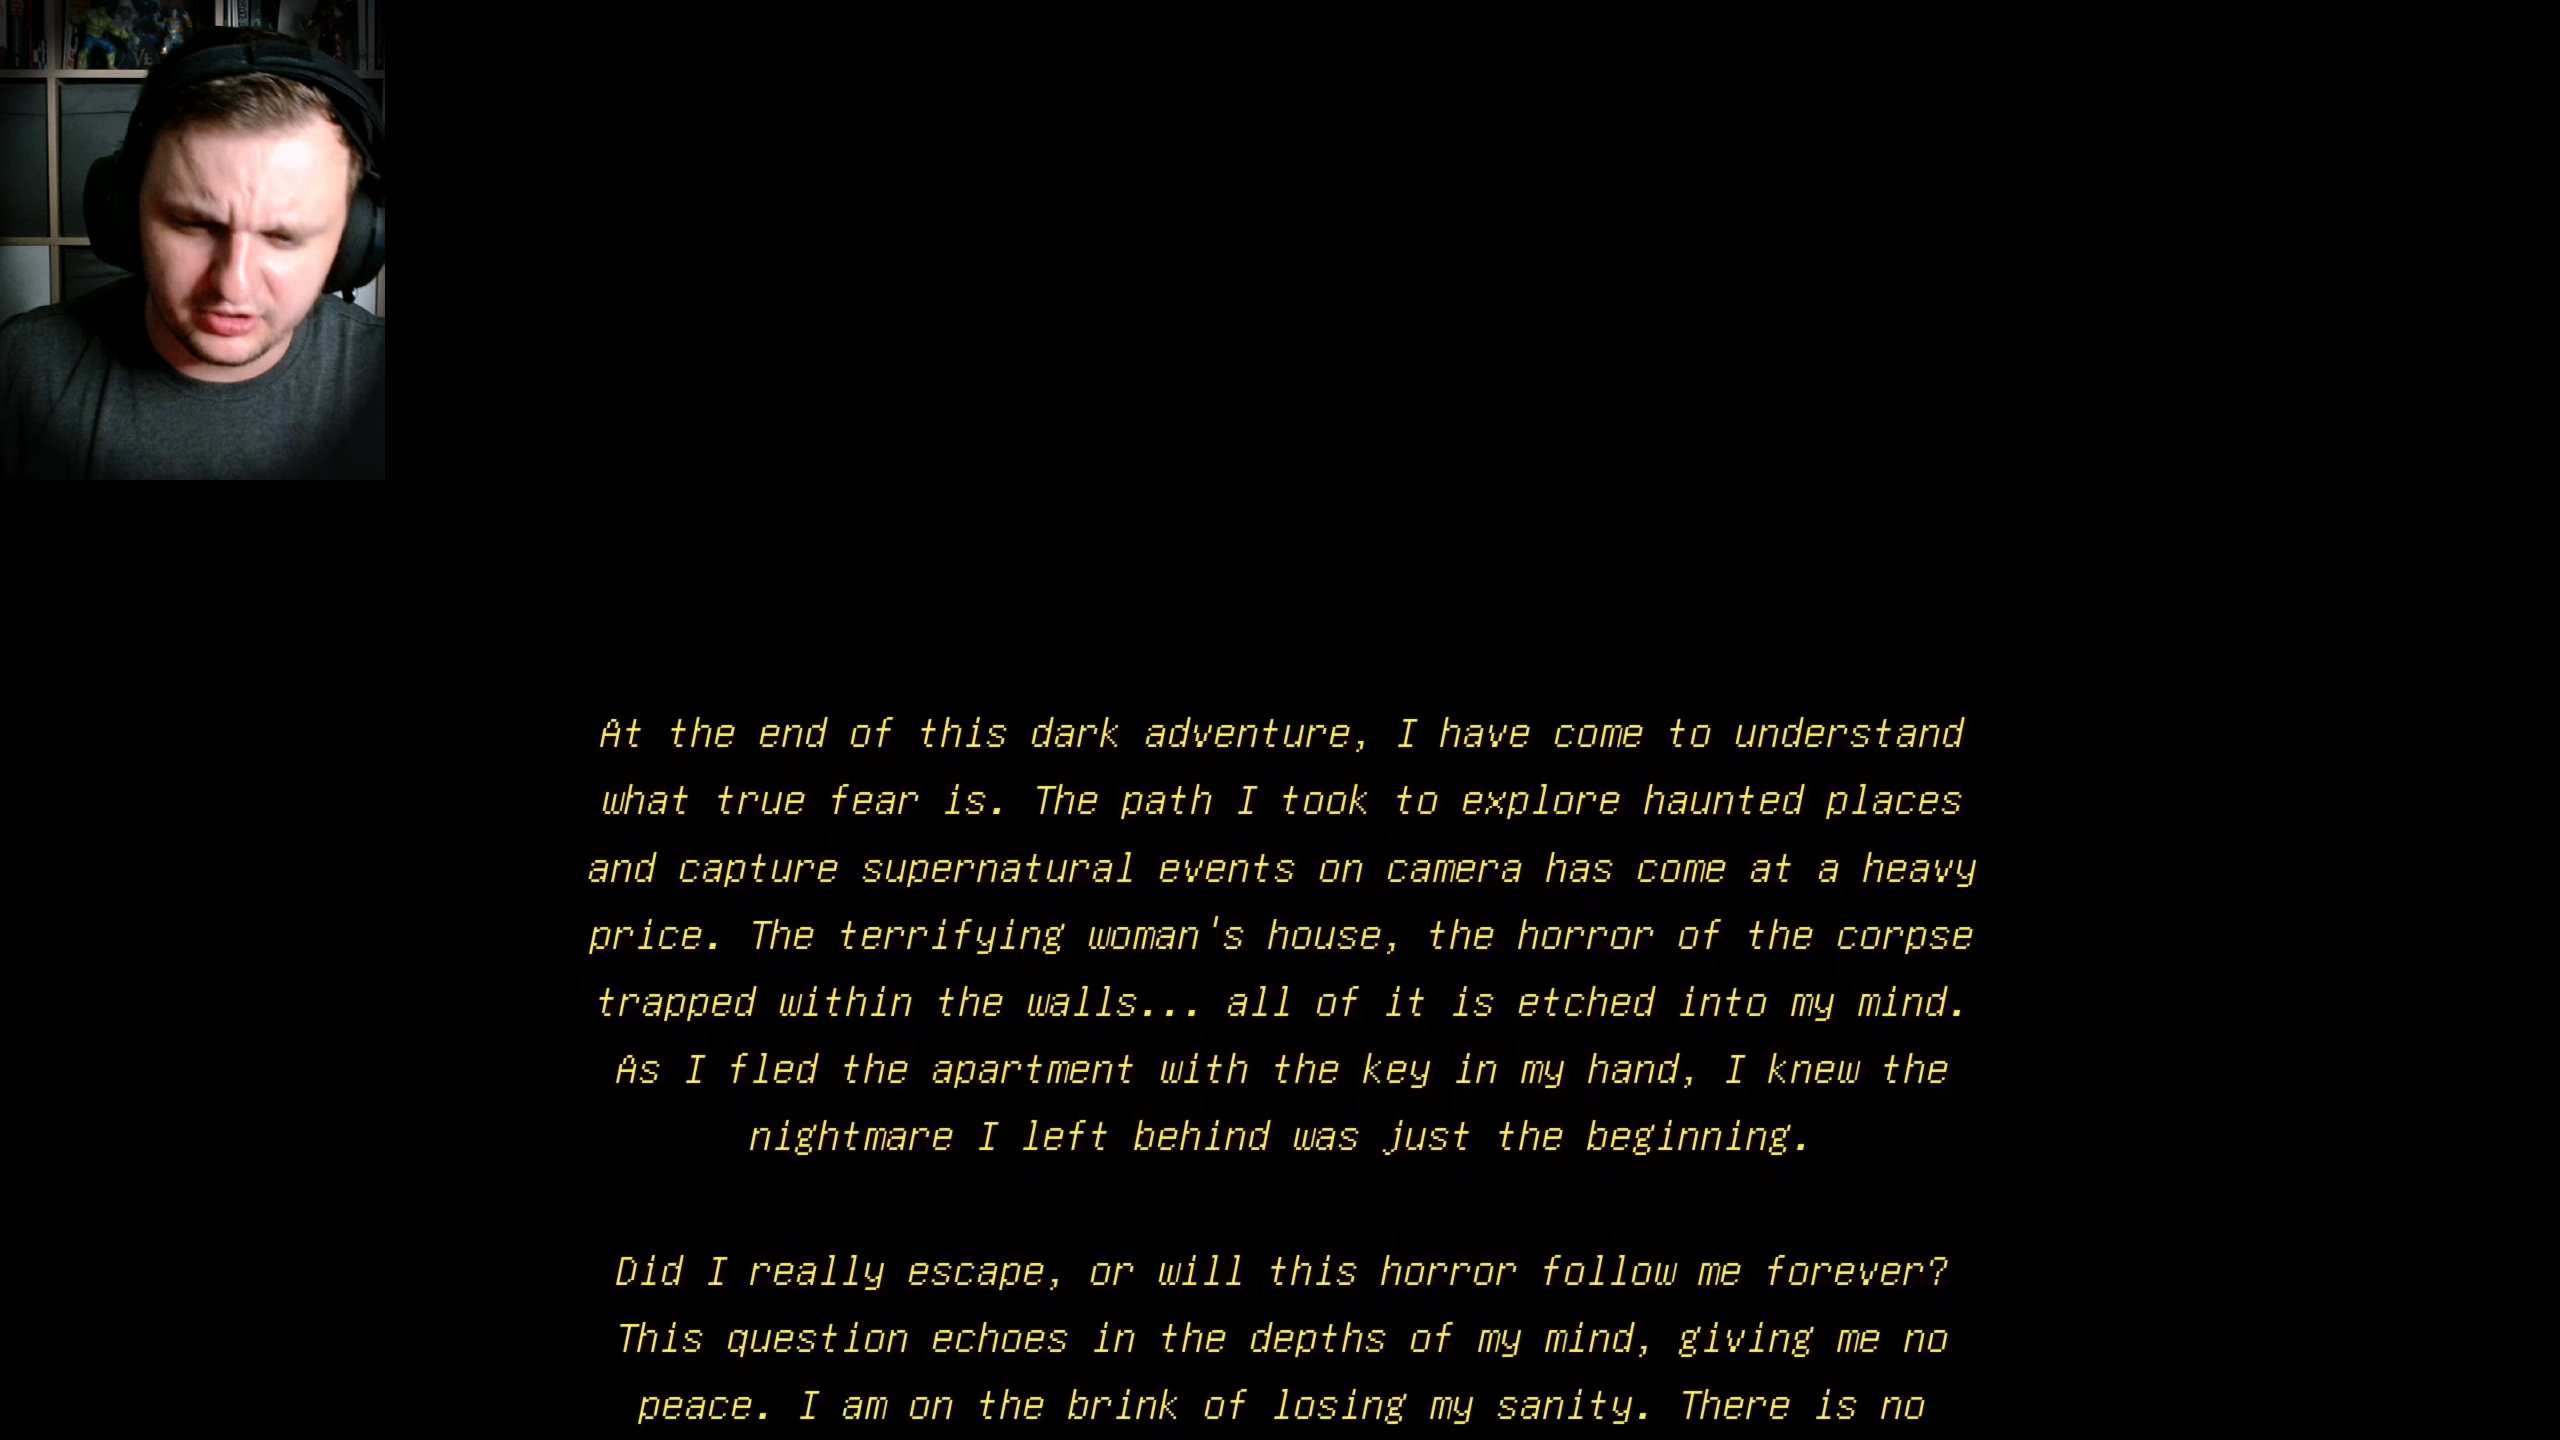 At the end of this dark adventure, I have come to understand
what true fear is. The path I took to explore haunted places
and capture supernatural events on camera has come at a heavy
price. The terrifying woman's house, the horror of the corpse
trapped within the walls... all of it is etched into my mind.
As I fled the apartment with the key in my hand, I knew the
nightmare I left behind was just the beginning.
Did I really escape, or will this horror follow me forever?
This question echoes in the depths of my mind, giving me no
peace. I am on the brink of losing my sanity. There is no